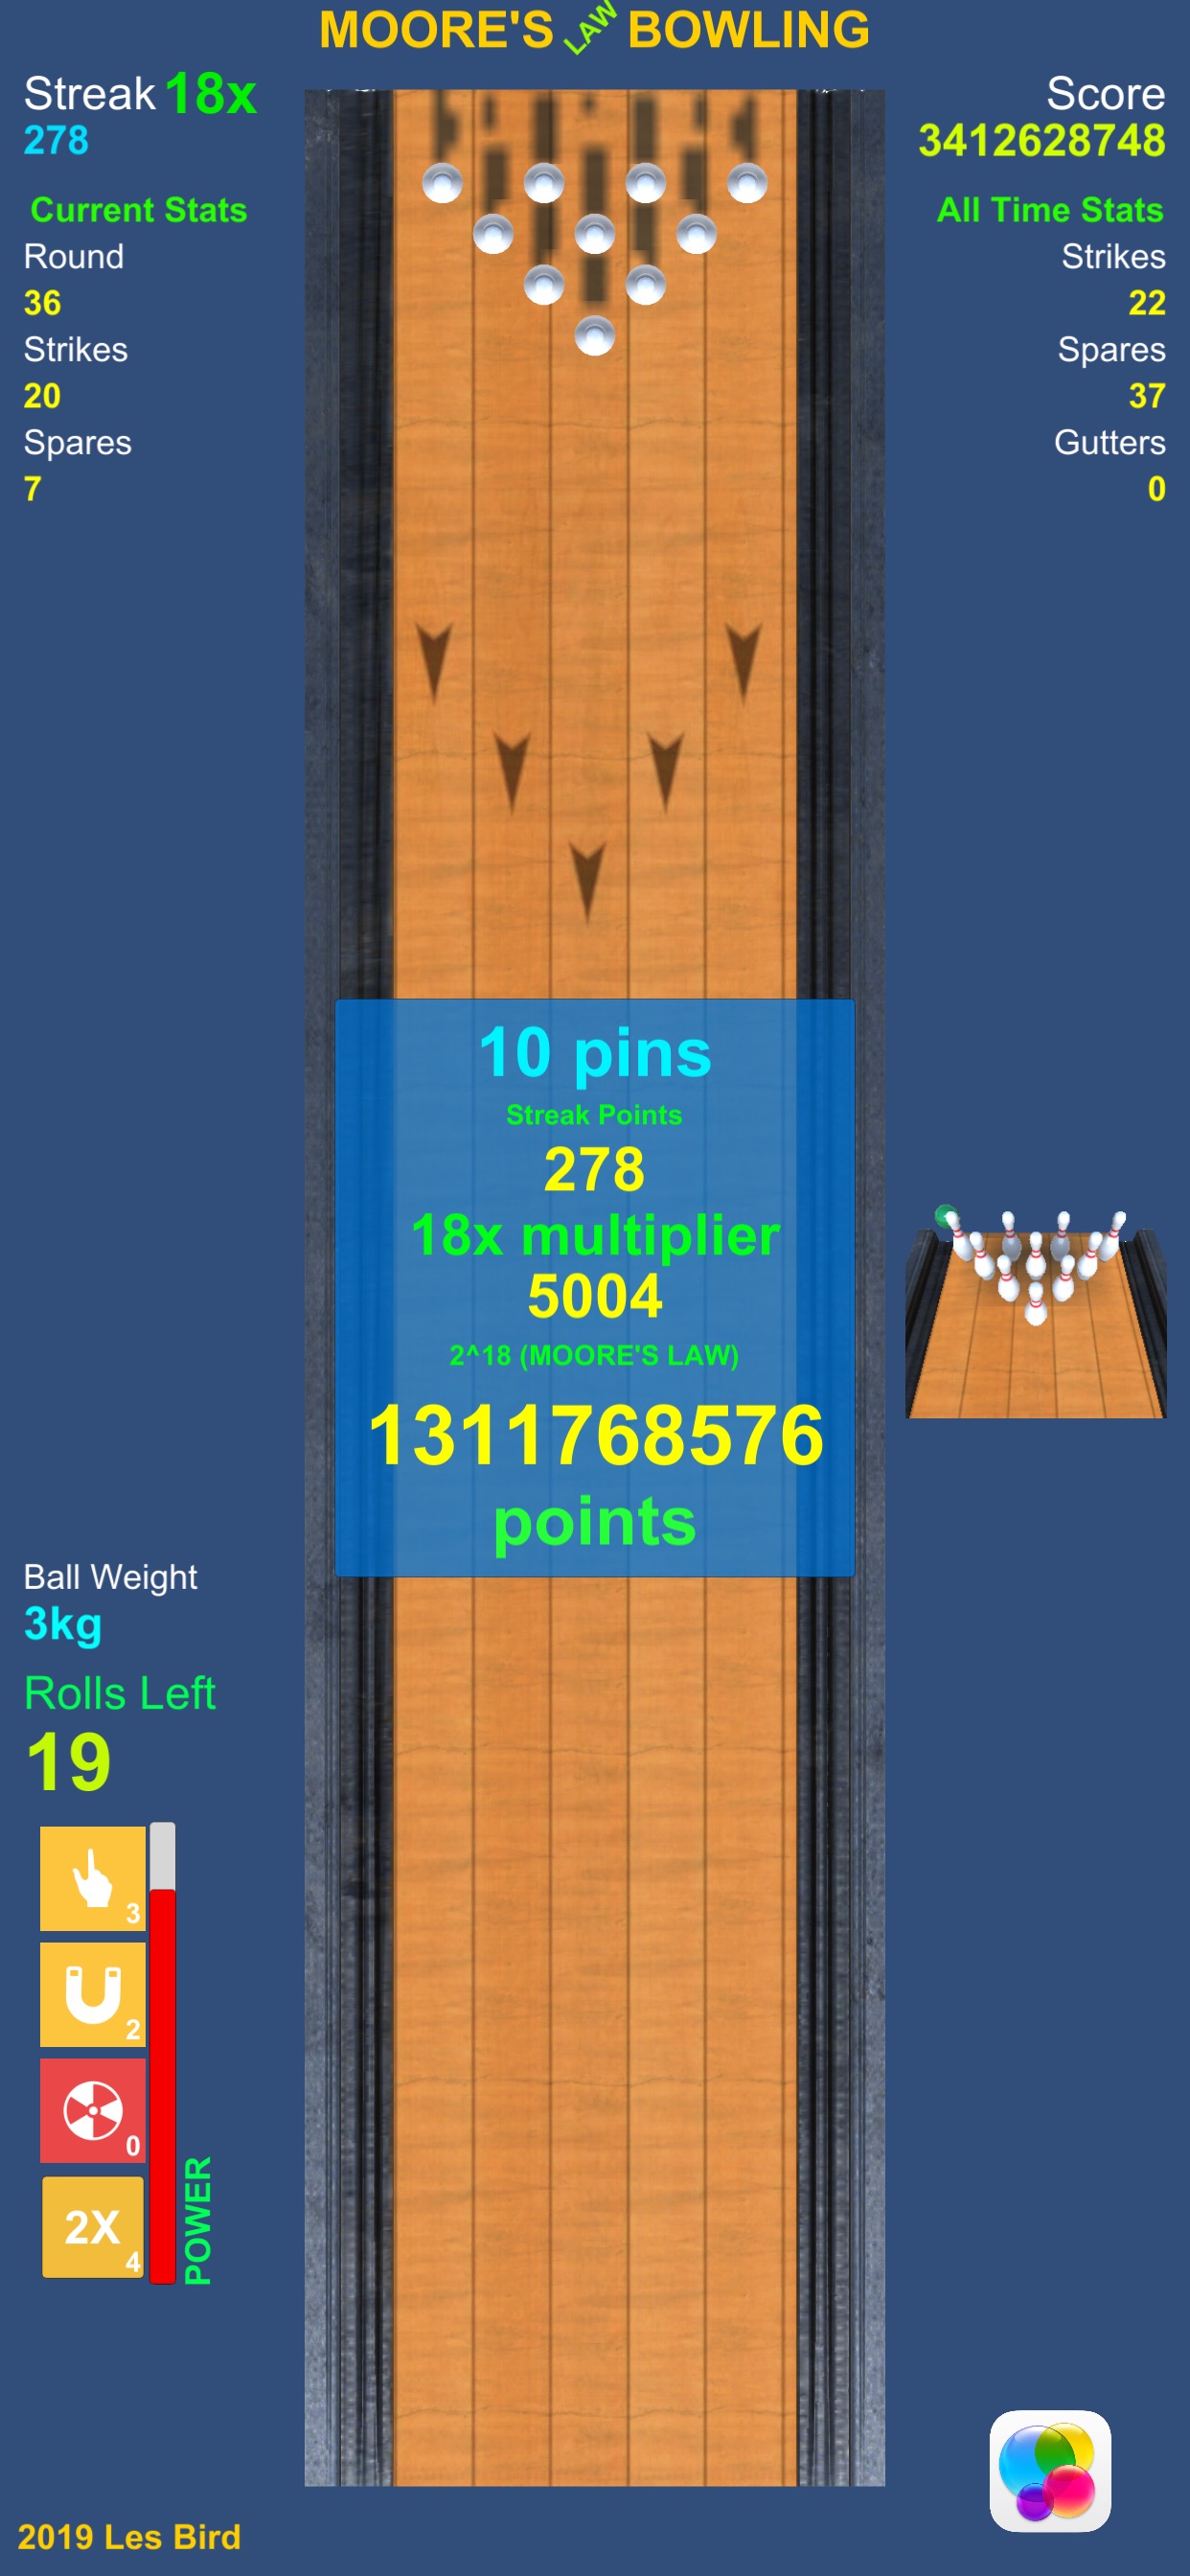 MOORE'S LAW BOWLING
Streak 18x
278
Current Stats
Round
36
Strikes
20
Spares
7
Score
3412628748
All Time Stats
Strikes
22
Spares
37
Gutters
0
10 pins
Streak Points
278
18x multiplier
5004
2^18 (MOORE'S LAW)
1311768576
points
Ball Weight
3kg
Rolls Left
19
3
2
0
2X
4
POWER
2019 Les Bird